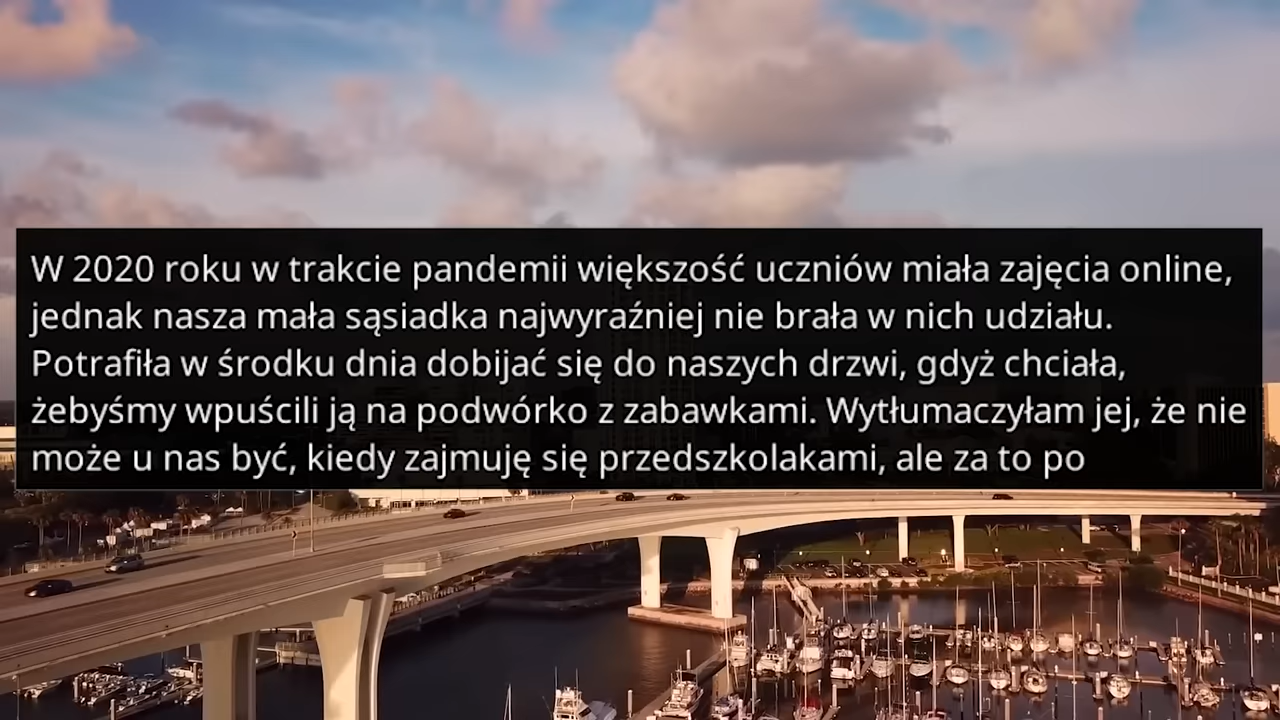 W 2020 roku w trakcie pandemii większość uczniów miała zajęcia online,
jednak nasza mała sąsiadka najwyraźniej nie brała w nich udziału.
Potrafiła w środku dnia dobijać się do naszych drzwi, gdyż chciała,
żebyśmy wpuścili ją na podwórko z zabawkami. Wytłumaczyłam jej, że nie
może u nas być, kiedy zajmuję się przedszkolakami, ale za to po